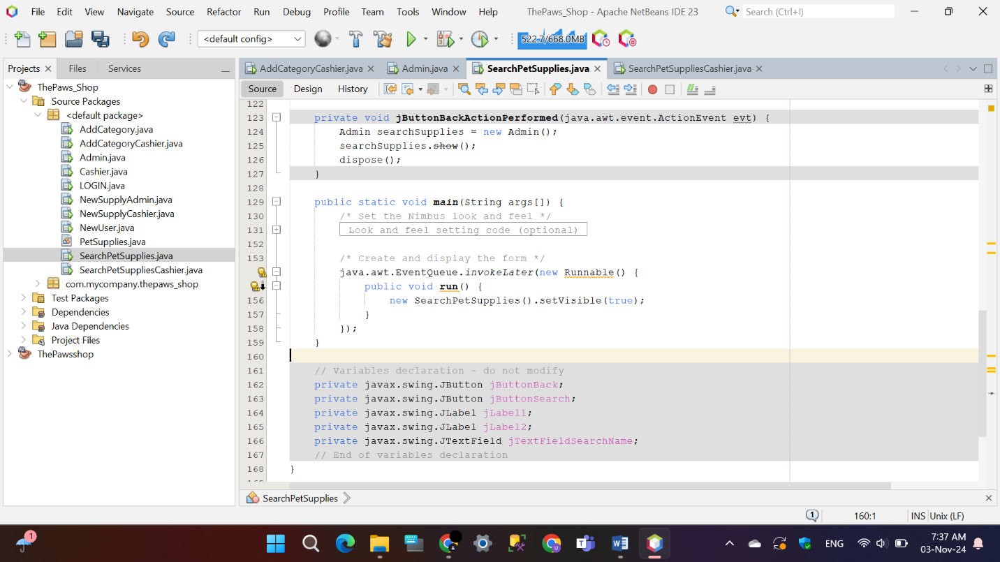 File Edit View Navigate Source Refactor Run Debug Profile Team Tools Window Help ThePaws_Shop - Apache NetBeans IDE 23 Search (Ctrl+I)
<default config> 522.7/668.0MB
Projects Files Services
AddCategoryCashier.java Admin.java SearchPetSupplies.java SearchPetSuppliesCashier.java
Source Design History
ThePaws_Shop
Source Packages
<default package>
AddCategory.java
AddCategoryCashier.java
Admin.java
Cashier.java
LOGIN.java
NewSupplyAdmin.java
NewSupplyCashier.java
NewUser.java
PetSupplies.java
SearchPetSupplies.java
SearchPetSuppliesCashier.java
com.mycompany.thepaws_shop
Test Packages
Dependencies
Java Dependencies
Project Files
ThePawsshop
122
123 private void jButtonBackActionPerformed(java.awt.event.ActionEvent evt) {
124 Admin searchSupplies = new Admin();
125 searchSupplies.show();
126 dispose();
127 }
128
129 public static void main(String args[]) {
130 /* Set the Nimbus look and feel */
131 Look and feel setting code (optional)
152
153 /* Create and display the form */
java.awt.EventQueue.invokeLater(new Runnable() {
public void run() {
156 new SearchPetSupplies().setVisible(true);
157 }
158 });
159 }
160
161 // Variables declaration - do not modify
162 private javax.swing.JButton jButtonBack;
163 private javax.swing.JButton jButtonSearch;
164 private javax.swing.JLabel jLabel1;
165 private javax.swing.JLabel jLabel2;
166 private javax.swing.JTextField jTextFieldSearchName;
167 // End of variables declaration
168 }
SearchPetSupplies
1 160:1 INS Unix (LF)
1 ENG 7:37 AM
03-Nov-24